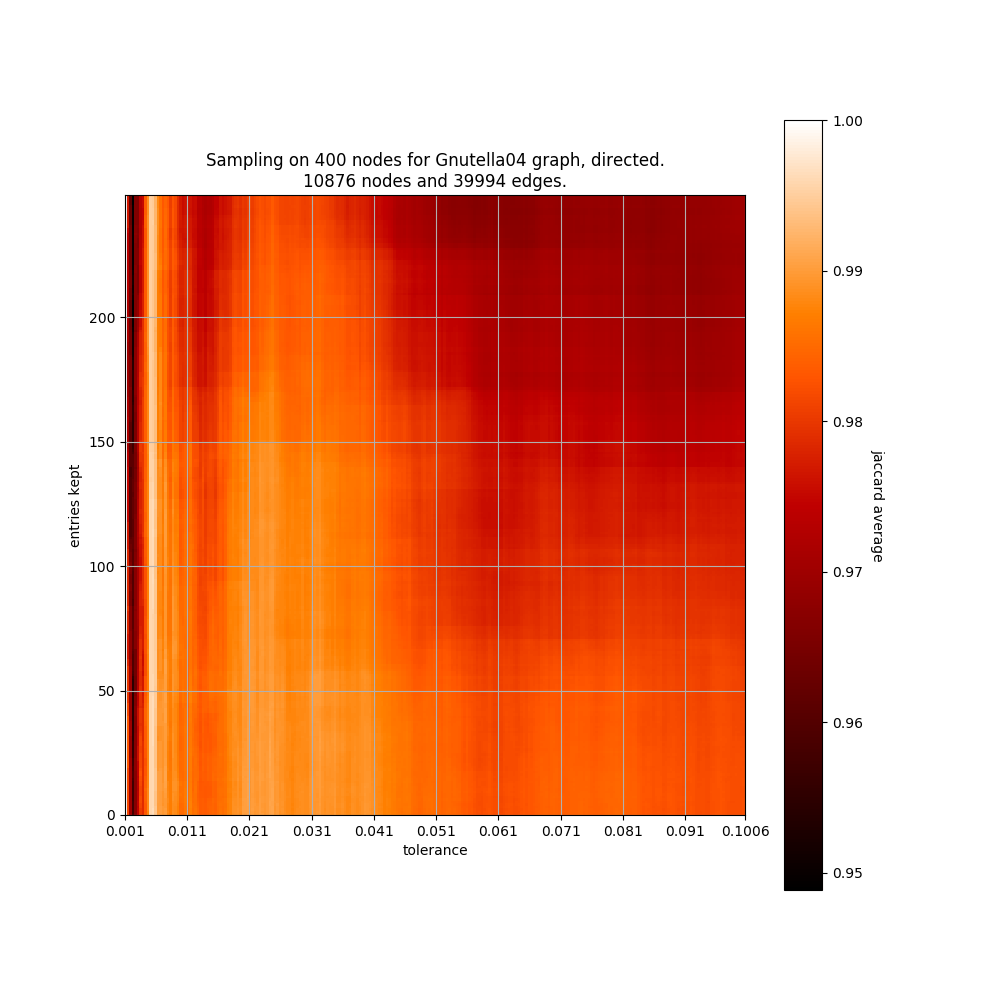 Sampling on 400 nodes for Gnutella04 graph, directed.
10876 nodes and 39994 edges.
1.00
0.99
0.98
0.97
0.96
0.95
jaccard average
200
150
100
50
0
entries kept
0.001 0.011 0.021 0.031 0.041 0.051 0.061 0.071 0.081 0.091 0.1006
tolerance